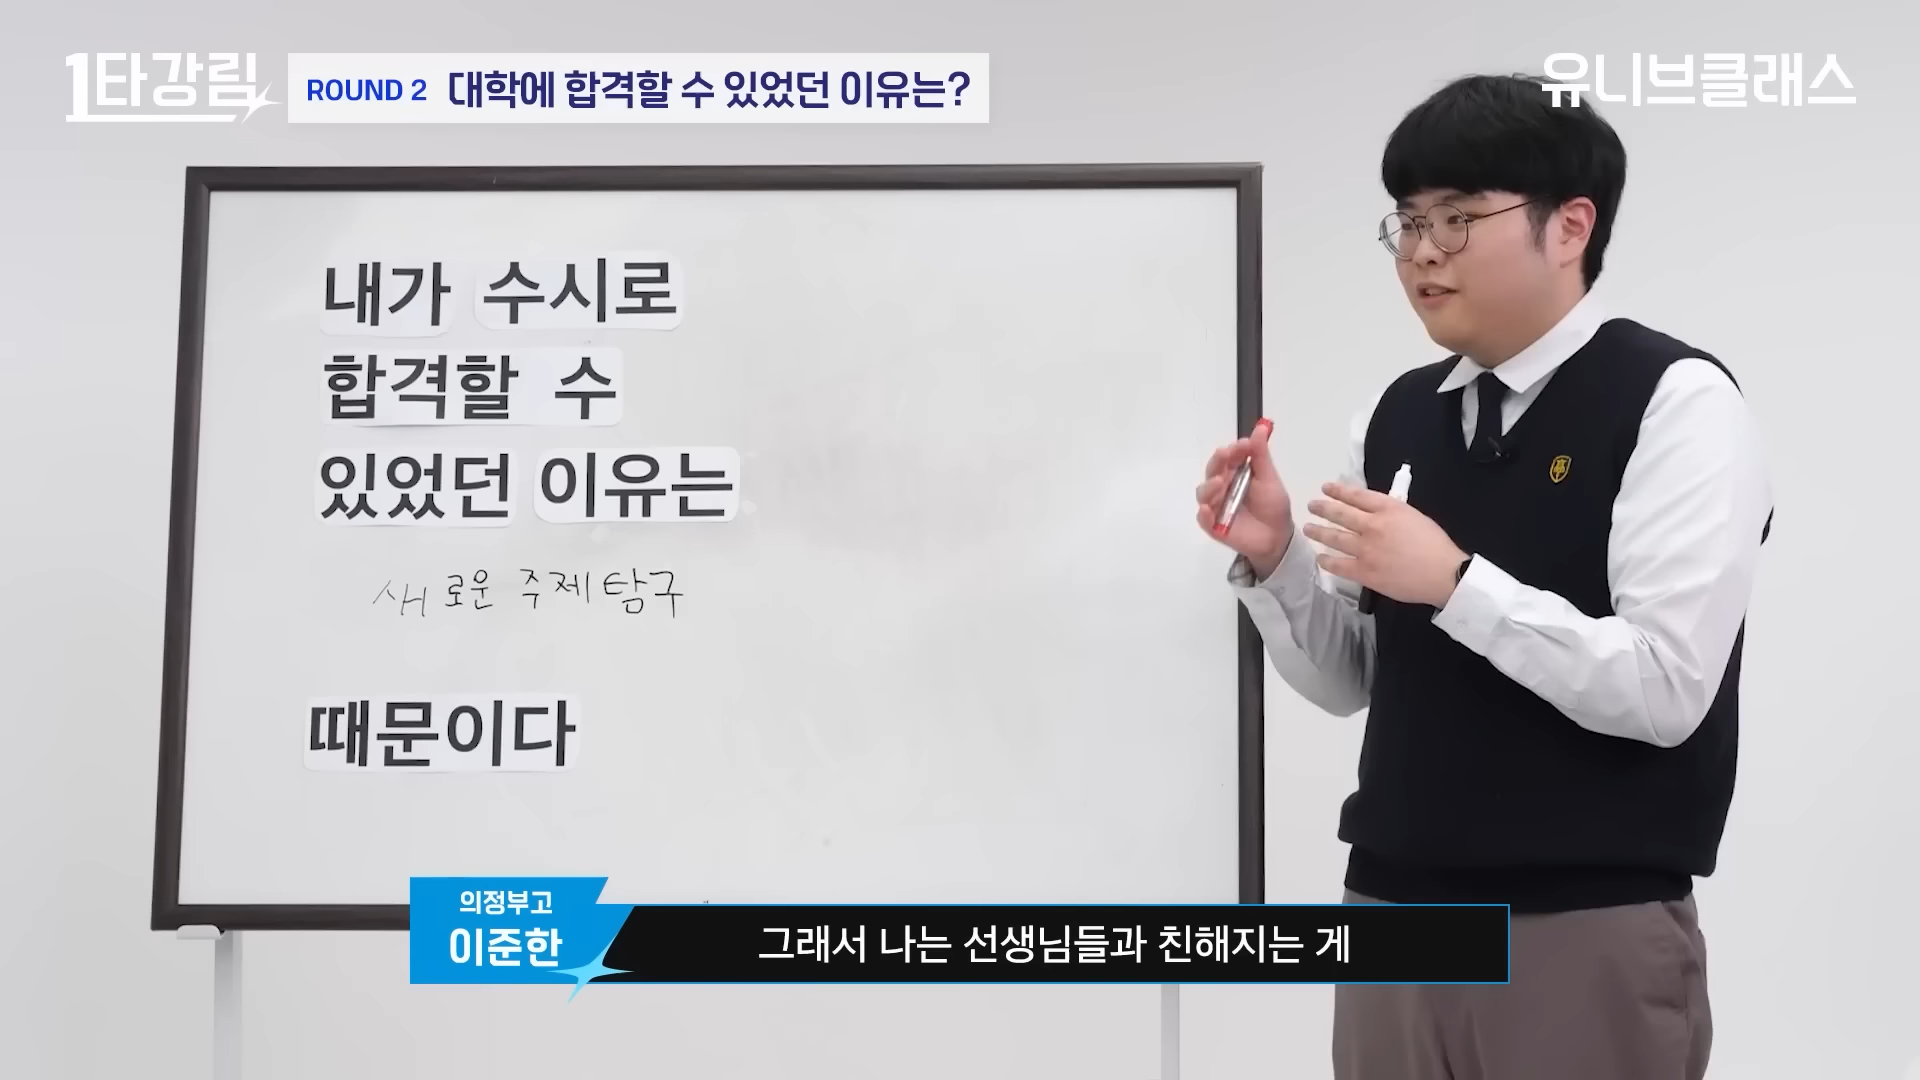 1타강림
ROUND 2 대학에 합격할 수 있었던 이유는?
유니브클래스
내가 수시로
합격할 수
있었던 이유는
새로운 주제탐구
때문이다
의정부고
이준한
그래서 나는 선생님들과 친해지는 게